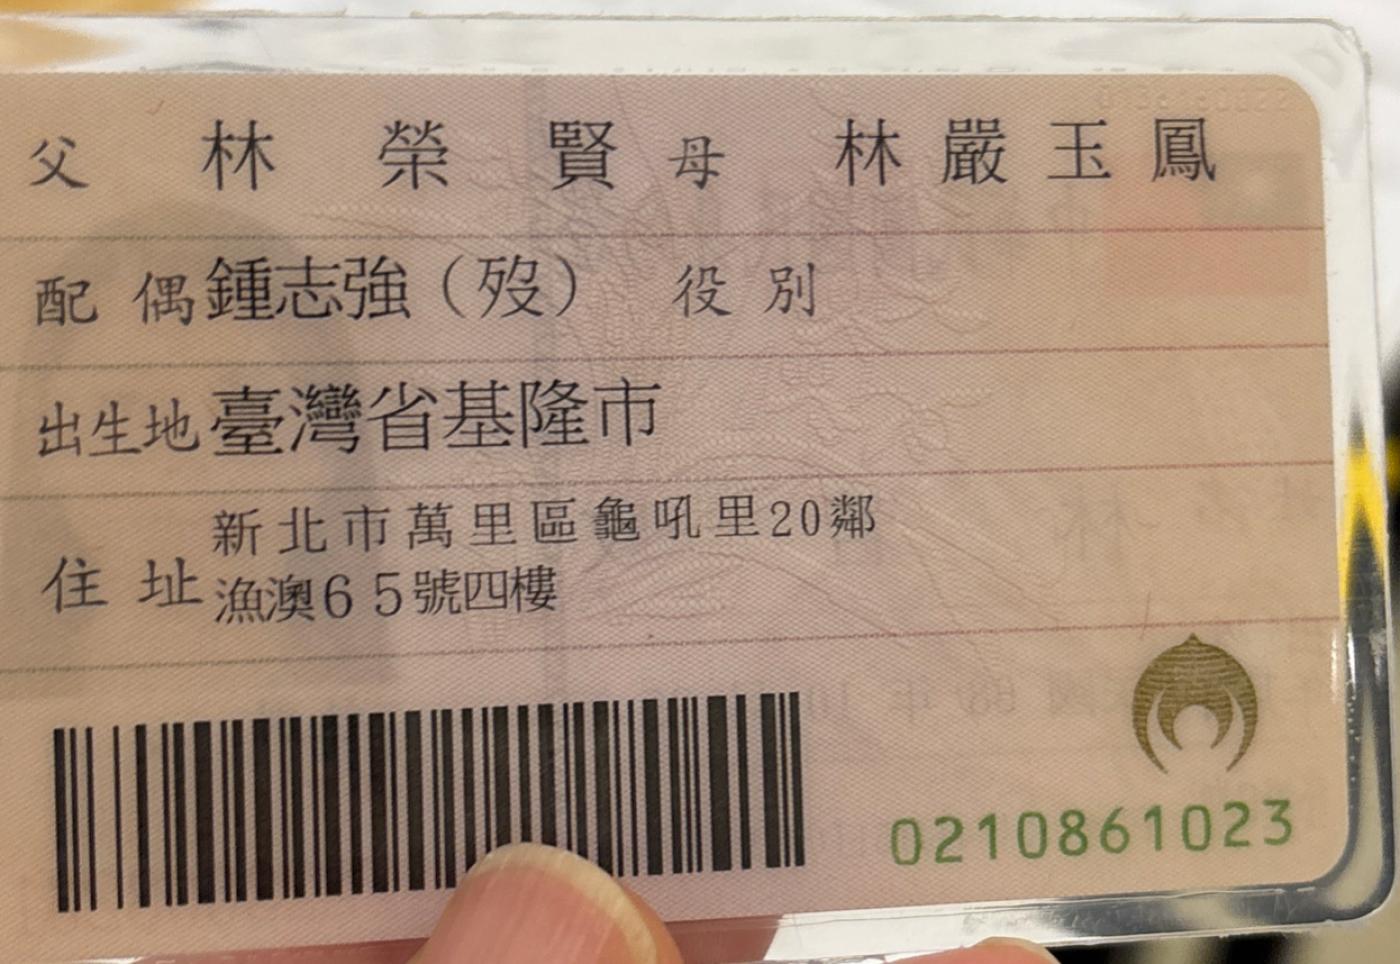 父 林榮賢 母 林嚴玉鳳
配偶 鍾志強（歿） 役別
出生地 臺灣省基隆市
住址 新北市萬里區龜吼里20鄰
漁澳65號四樓
0210861023